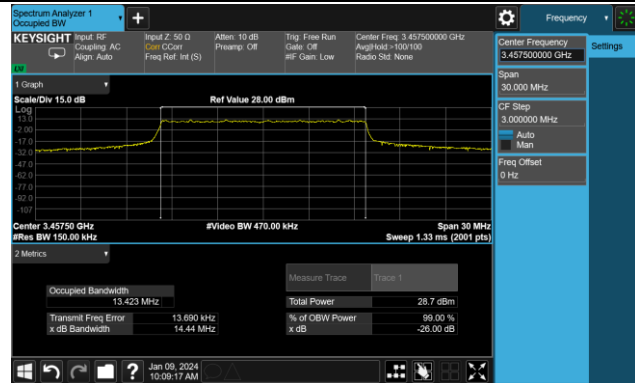 Spectrum Analyzer 1
Occupied BW
+
Frequency
KEYSIGHT
Input: RF
Coupling: AC
Align: Auto
Input Z: 50 Ω
Corr CCorr
Freq Ref: Int (S)
Atten: 10 dB
Preamp: Off
Trig: Free Run
Gate: Off
#IF Gain: Low
Center Freq: 3.457500000 GHz
Avg|Hold:>100/100
Radio Std: None
Center Frequency
3.457500000 GHz
Settings
Span
30.000 MHz
CF Step
3.000000 MHz
Auto
Man
Freq Offset
0 Hz
1 Graph
Scale/Div 15.0 dB
Ref Value 28.00 dBm
Log
13.0
-2.00
-17.0
-32.0
-47.0
-62.0
-77.0
-92.0
-107
Center 3.45750 GHz
#Video BW 470.00 kHz
Span 30 MHz
#Res BW 150.00 kHz
Sweep 1.33 ms (2001 pts)
2 Metrics
Measure Trace
Trace 1
Occupied Bandwidth
13.423 MHz
Total Power
28.7 dBm
Transmit Freq Error
13.690 kHz
% of OBW Power
99.00 %
x dB Bandwidth
14.44 MHz
x dB
-26.00 dB
?
Jan 09, 2024
10:09:17 AM